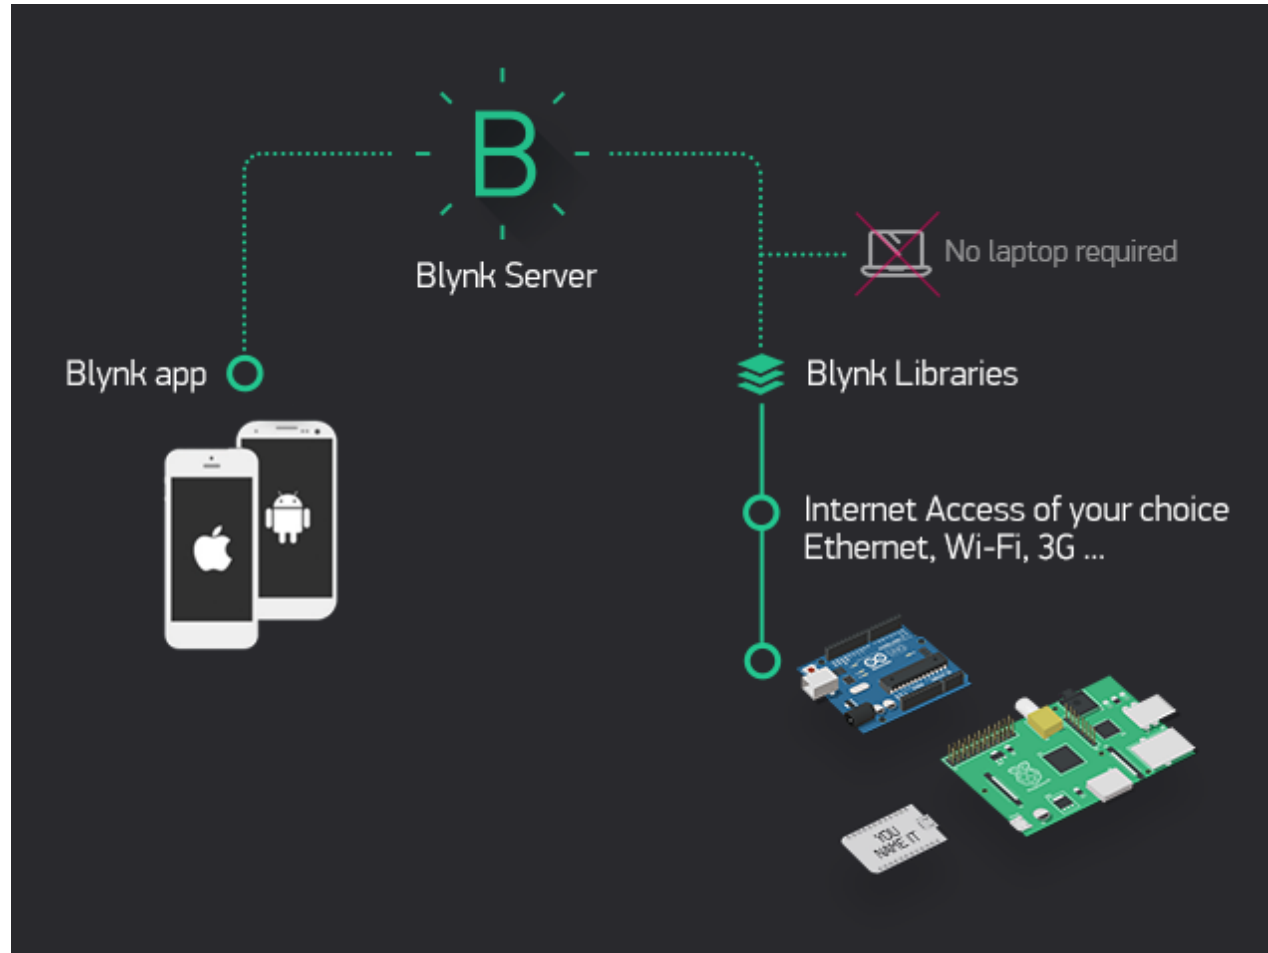 B
Blynk Server
No laptop required
Blynk app
Blynk Libraries
Internet Access of your choice
Ethernet, Wi-Fi, 3G ...
YOU
NAME IT